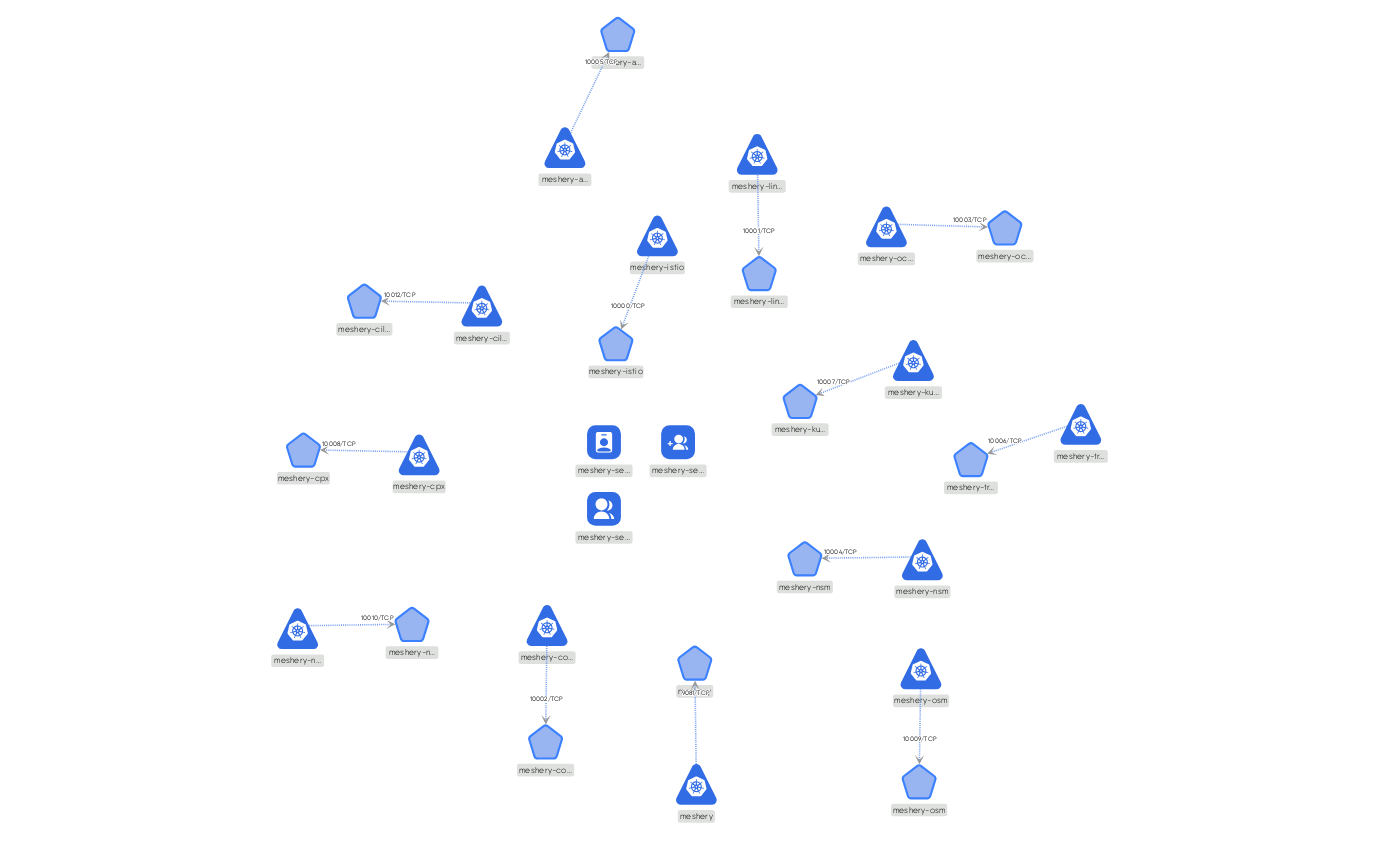 10005/TCP
meshery-a...
meshery-lin...
10003/TCP
meshery-oc...
meshery-oc...
10001/TCP
meshery-istio
10012/TCP
meshery-lin...
10000/TCP
meshery-cil...
meshery-cil...
meshery-istio
10007/TCP
meshery-ku...
meshery-ku...
10006/TCP
10008/TCP
meshery-tr...
meshery-se...
meshery-se...
meshery-cpx
meshery-cpx
meshery-tr...
meshery-se...
10004/TCP
meshery-nsm
meshery-nsm
10010/TCP
meshery-n...
meshery-co...
meshery-n...
10002/TCP
meshery-osm
10009/TCP
meshery-co...
meshery
meshery-osm